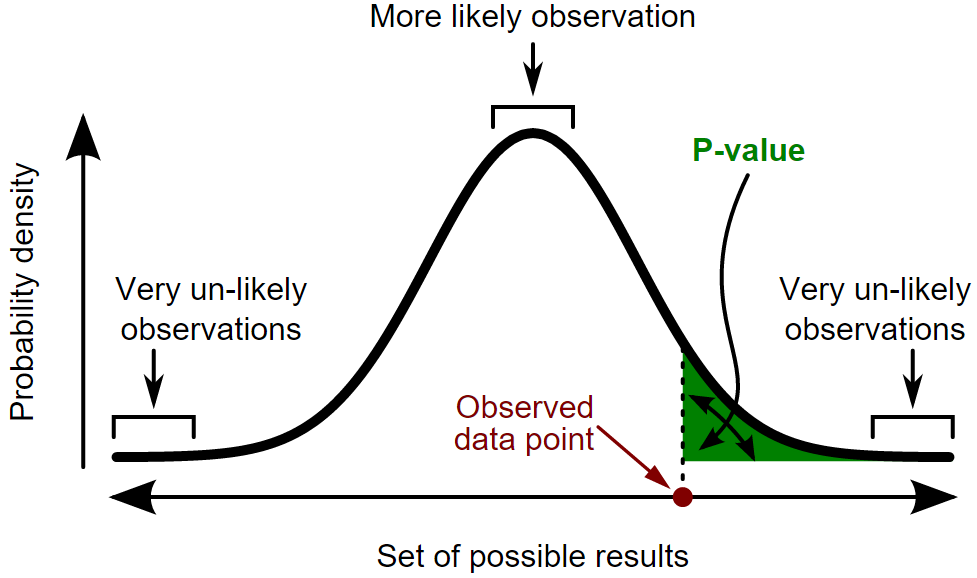 More likely observation
P-value
Probability density
Very un-likely
observations
Very un-likely
observations
Observed
data point
Set of possible results